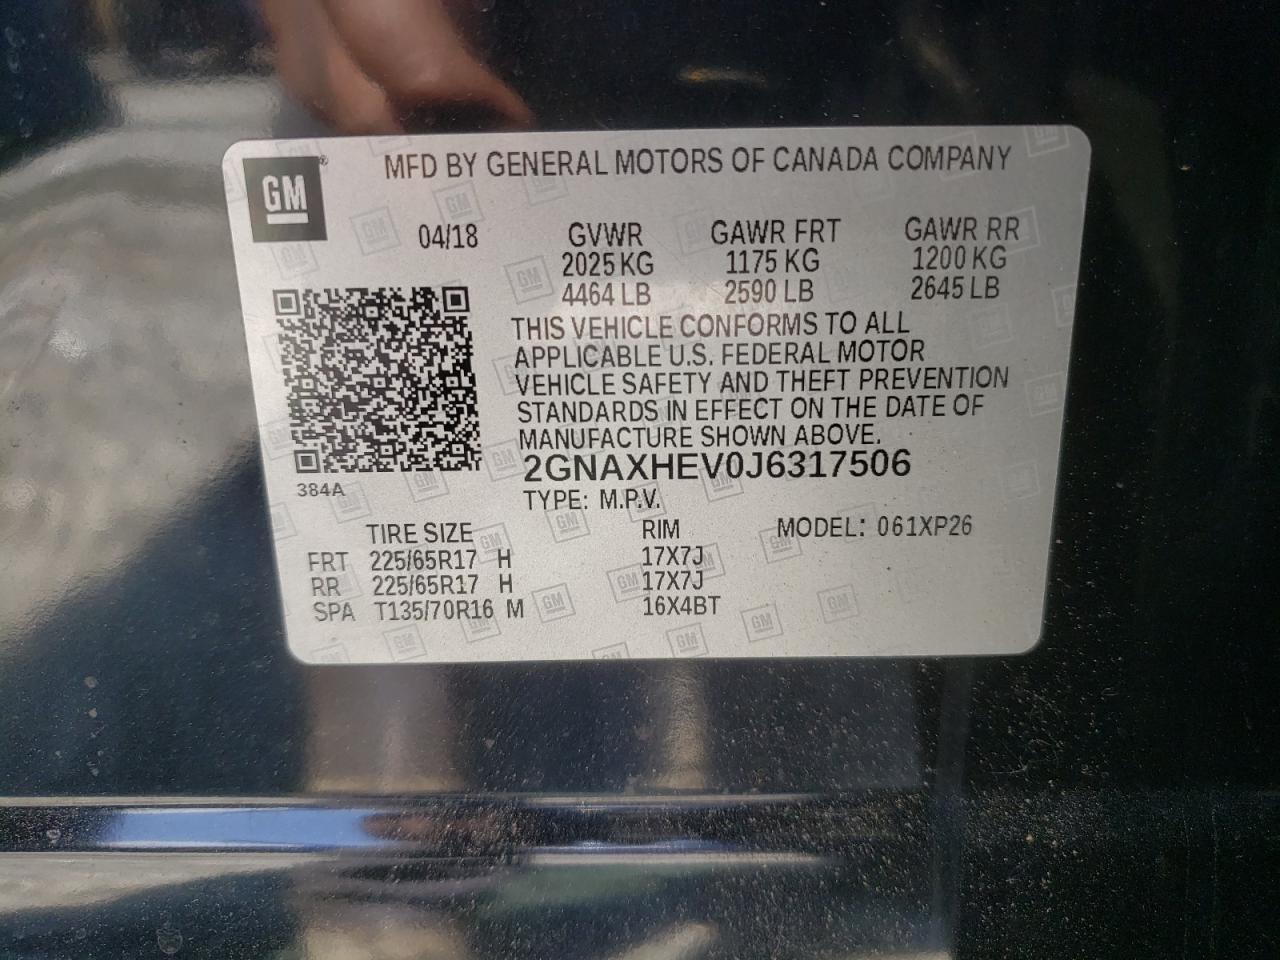 MFD BY GENERAL MOTORS OF CANADA COMPANY
GM ®
04/18 GVWR GAWR FRT GAWR RR
2025 KG 1175 KG 1200 KG
4464 LB 2590 LB 2645 LB
THIS VEHICLE CONFORMS TO ALL
APPLICABLE U.S. FEDERAL MOTOR
VEHICLE SAFETY AND THEFT PREVENTION
STANDARDS IN EFFECT ON THE DATE OF
MANUFACTURE SHOWN ABOVE.
2GNAXHEV0J6317506
384A
TYPE: M.P.V.
TIRE SIZE RIM MODEL: 061XP26
FRT 225/65R17 H 17X7J
RR 225/65R17 H 17X7J
SPA T135/70R16 M 16X4BT